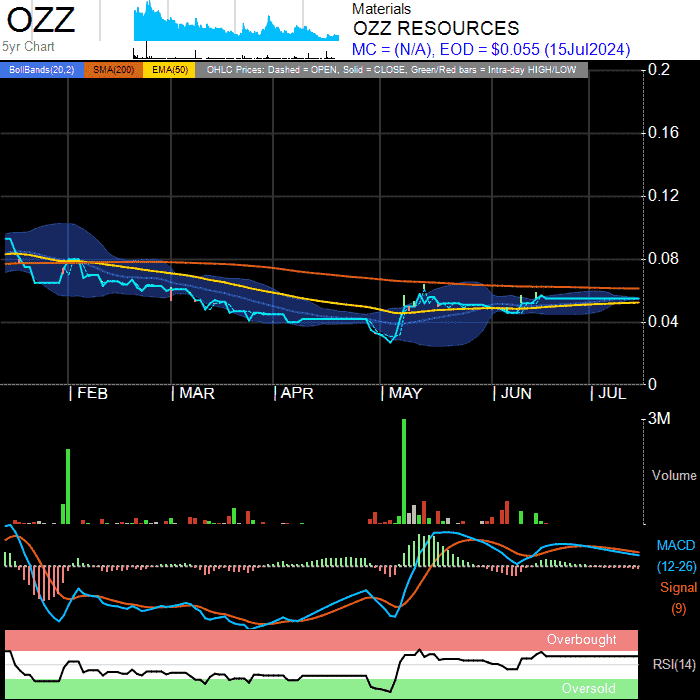 OZZ
5yr Chart
Materials
OZZ RESOURCES
MC = (N/A), EOD = $0.055 (15Jul2024)
BollBands(20,2) SMA(200) EMA(50) OHLC Prices: Dashed = OPEN, Solid = CLOSE, Green/Red bars = Intra-day HIGH/LOW
0.2
0.16
0.12
0.08
0.04
0
FEB MAR APR MAY JUN JUL
3M
Volume
MACD
(12-26)
Signal
(9)
Overbought
RSI(14)
Oversold